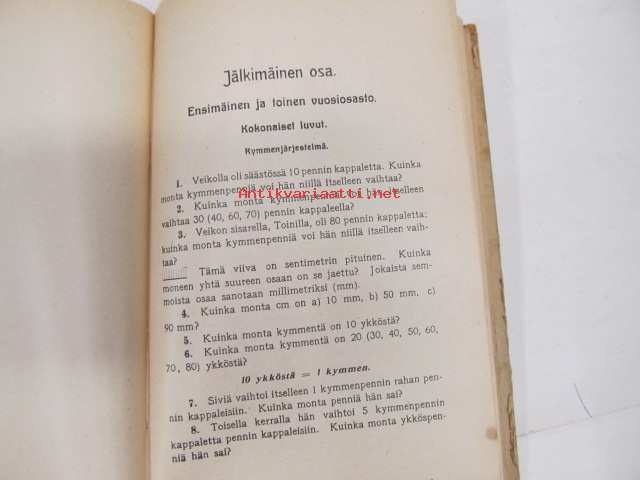 Jälkimäinen osa.
Ensimäinen ja toinen vuosiosasto.
Kokonaiset luvut.
Kymmenjärjestelmä.
1. Veikolla oli säästössä 10 pennin kappaletta. Kuinka
monta kymmenpenniä voi hän niillä itselleen vaihtaa?
Antikvariaatti.net
2. Kuinka monta kymmenpenniä voi hän itselleen
vaihtaa 30 (40, 60, 70) pennin kappaleella?
3. Veikon sisarella, Toinilla, oli 80 pennin kappaletta;
kuinka monta kymmenpenniä voi hän niillä itselleen vaih-
taa?
Tämä viiva on sentimetrin pituinen. Kuinka
moneen yhtä suureen osaan on se jaettu? Jokaista sem-
moista osaa sanotaan millimetriksi (mm).
4. Kuinka monta cm on a) 10 mm, b) 50 mm, c)
90 mm?
5. Kuinka monta kymmentä on 10 ykköstä?
6. Kuinka monta kymmentä on 20 (30, 40, 50, 60,
70, 80) ykköstä?
10 ykköstä = 1 kymmen.
7. Siviä vaihtoi itselleen 1 kymmenpennin rahan pen-
nin kappaleisiin. Kuinka monta penniä hän sai?
8. Toisella kerralla hän vaihtoi 5 kymmenpennin
kappaletta pennin kappaleisiin. Kuinka monta ykköspen-
niä hän sai?